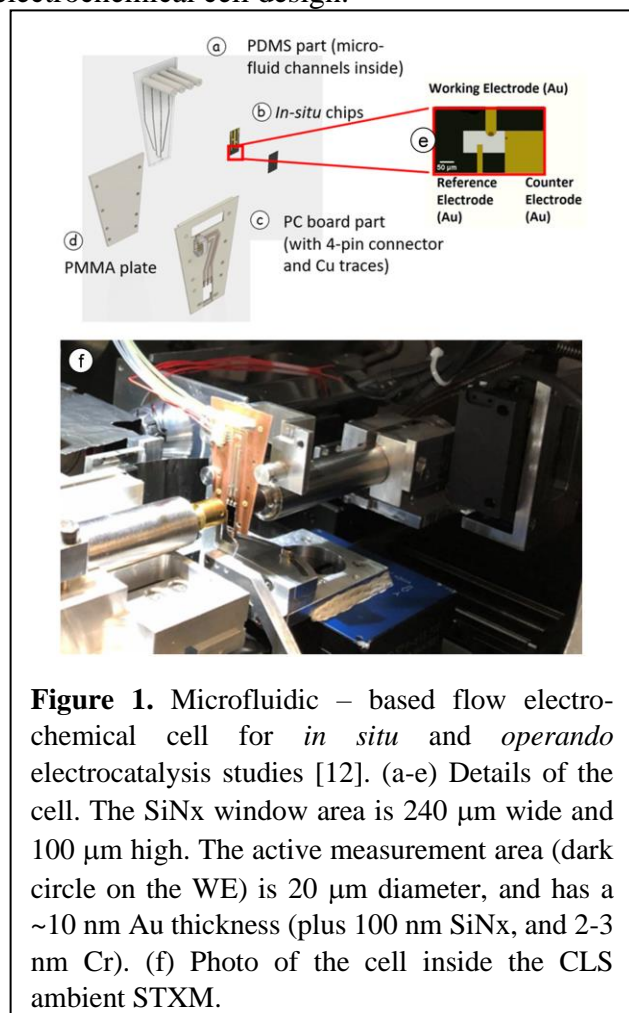 electrochemical cell design.
a PDMS part (micro-
fluid channels inside)
b In-situ chips
Working Electrode (Au)
e
50 µm
Reference
Electrode
(Au)
Counter
Electrode
(Au)
c PC board part
(with 4-pin connector
and Cu traces)
d
PMMA plate
f
Figure 1. Microfluidic – based flow electro-
chemical cell for in situ and operando
electrocatalysis studies [12]. (a-e) Details of the
cell. The SiNx window area is 240 µm wide and
100 µm high. The active measurement area (dark
circle on the WE) is 20 µm diameter, and has a
~10 nm Au thickness (plus 100 nm SiNx, and 2-3
nm Cr). (f) Photo of the cell inside the CLS
ambient STXM.